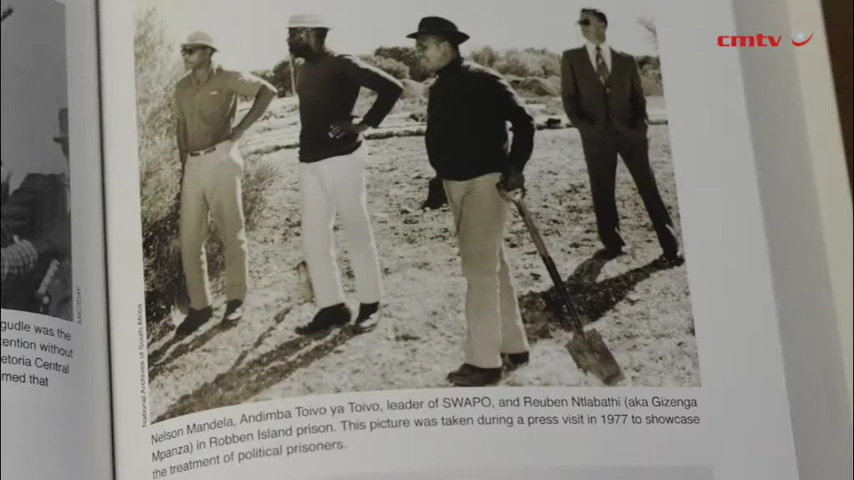 cmtv
ANC/IDAF
gudle was the
tention without
etoria Central
med that
National Archives of South Africa
Nelson Mandela, Andimba Toivo ya Toivo, leader of SWAPO, and Reuben Ntlabathi (aka Gizenga
Mpanza) in Robben Island prison. This picture was taken during a press visit in 1977 to showcase
the treatment of political prisoners.